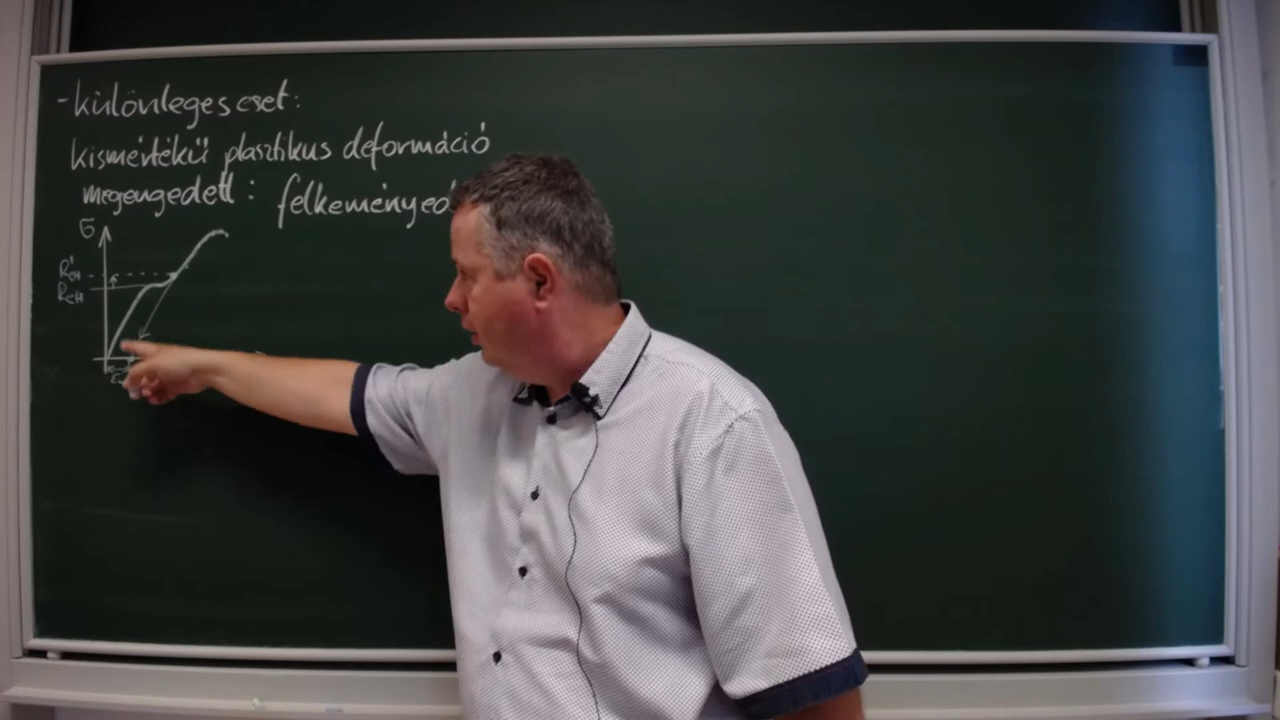 -különleges eset:
kismértékű plasztikus deformáció
megengedett: felkeményed
σ
R'eH
ReH